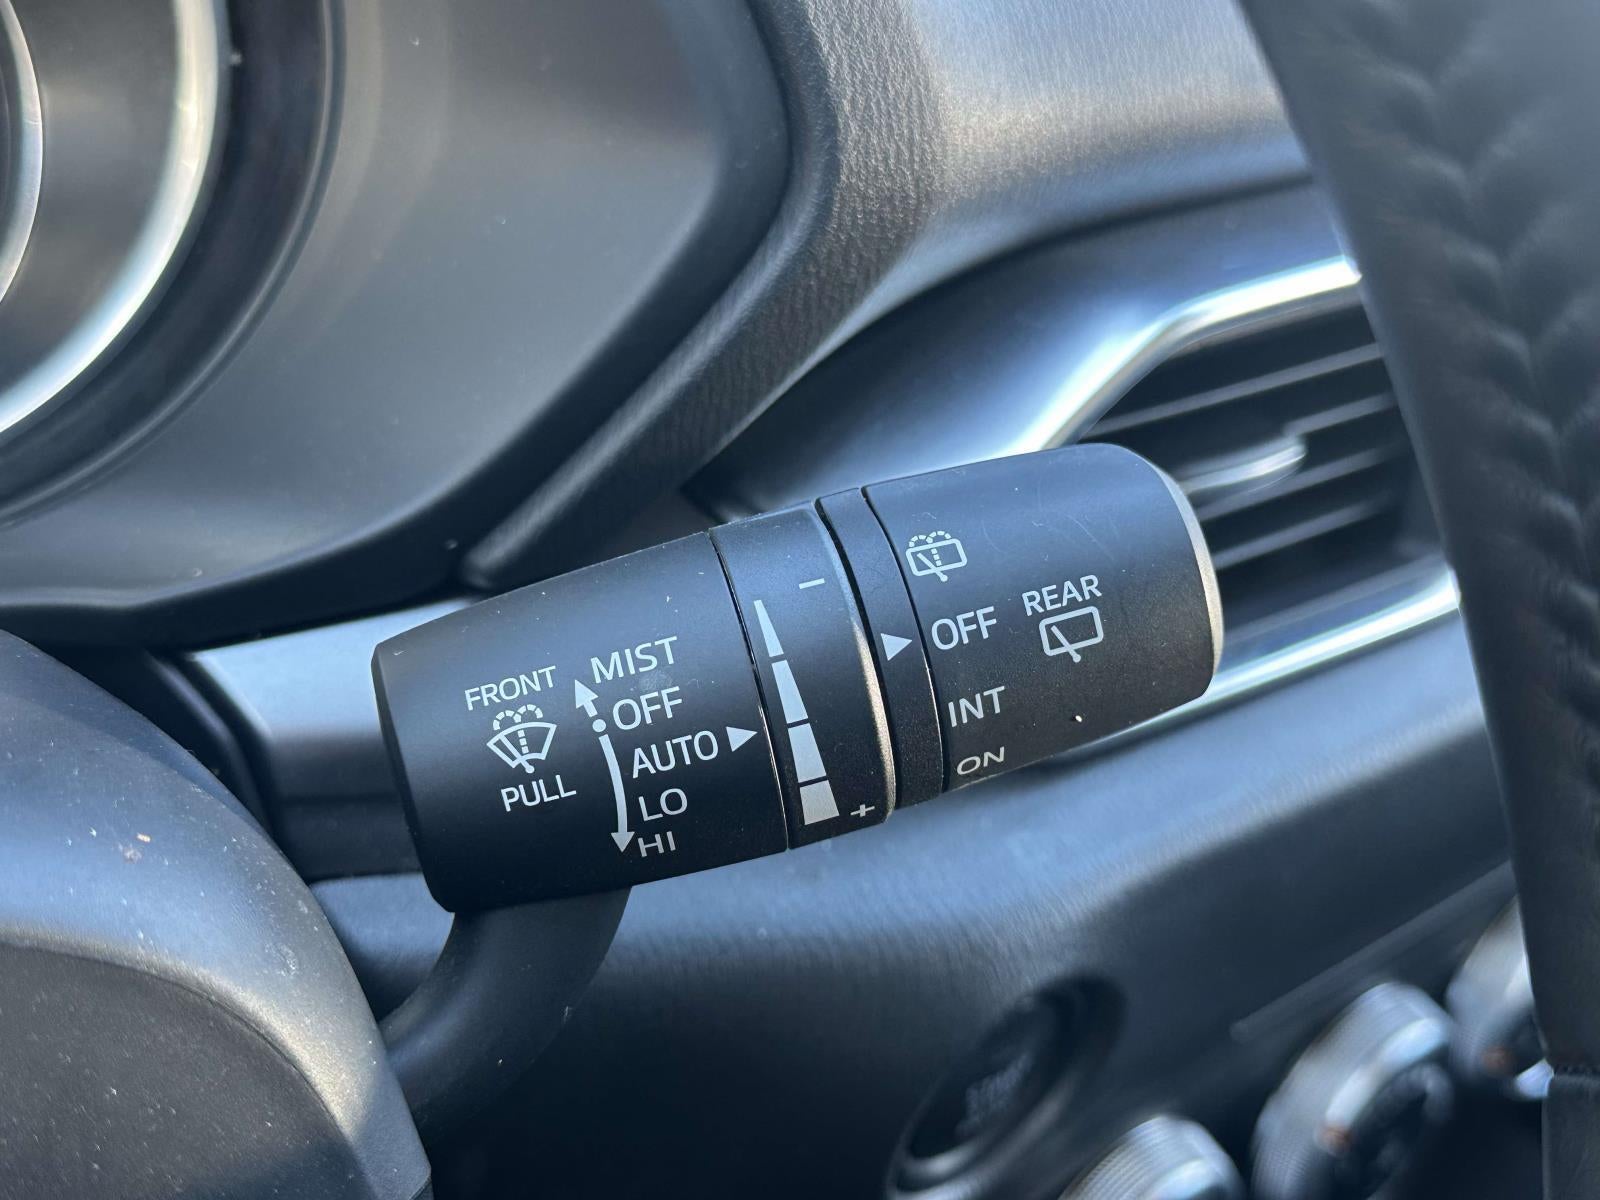 FRONT
PULL
MIST
OFF
AUTO
LO
HI
−
+
OFF
INT
ON
REAR